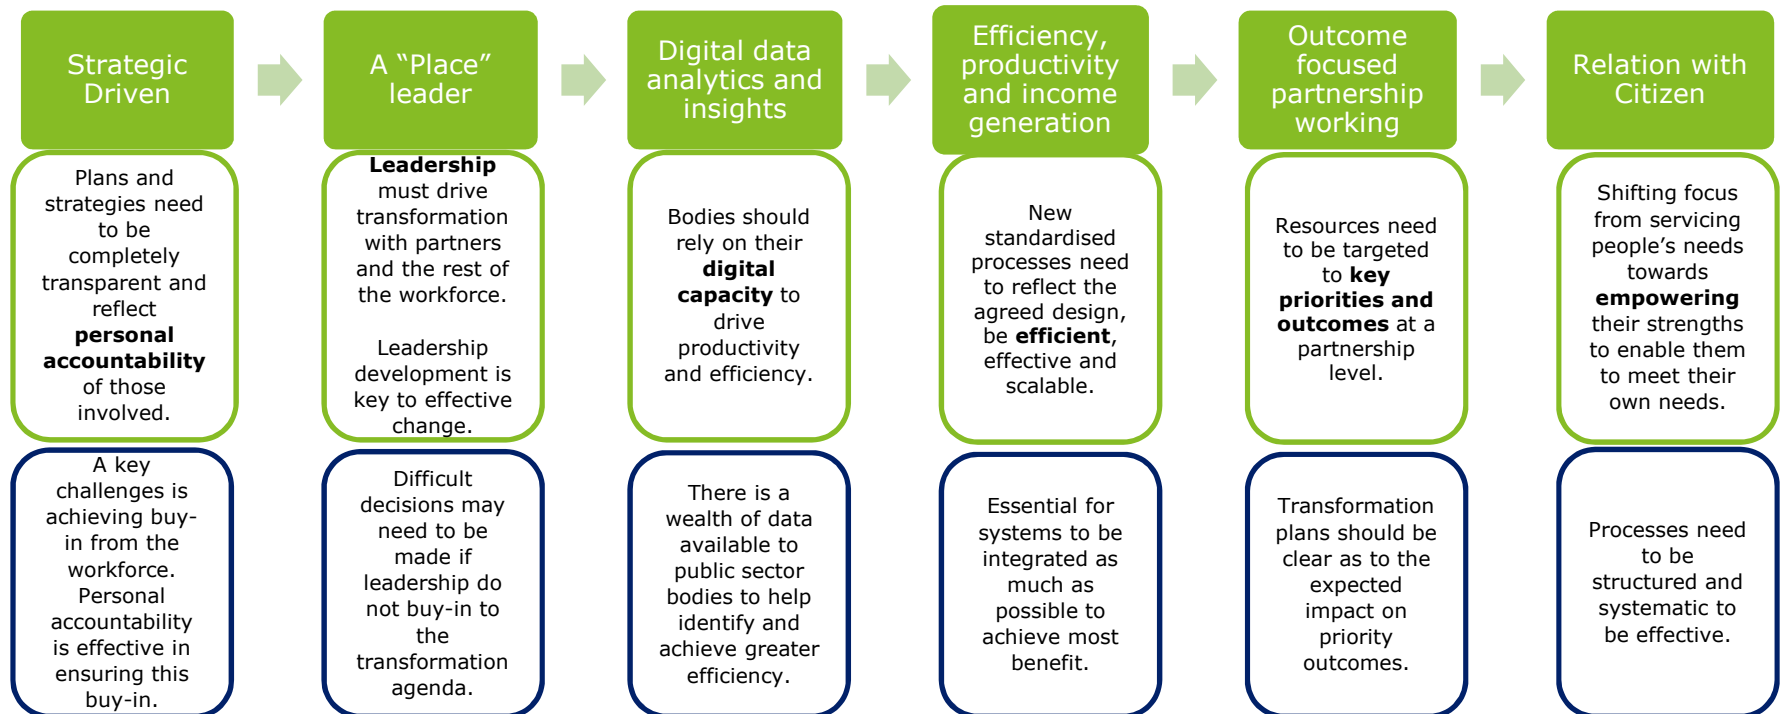 Strategic
Driven
A “Place”
leader
Digital data
analytics and
insights
Efficiency,
productivity
and income
generation
Outcome
focused
partnership
working
Relation with
Citizen
Plans and
strategies need
to be
completely
transparent and
reflect
personal
accountability
of those
involved.
Leadership
must drive
transformation
with partners
and the rest of
the workforce.
Leadership
development is
key to effective
change.
Bodies should
rely on their
digital
capacity to
drive
productivity
and efficiency.
New
standardised
processes need
to reflect the
agreed design,
be efficient,
effective and
scalable.
Resources need
to be targeted
to key
priorities and
outcomes at a
partnership
level.
Shifting focus
from servicing
people’s needs
towards
empowering
their strengths
to enable them
to meet their
own needs.
A key
challenges is
achieving buy-
in from the
workforce.
Personal
accountability
is effective in
ensuring this
buy-in.
Difficult
decisions may
need to be
made if
leadership do
not buy-in to
the
transformation
agenda.
There is a
wealth of data
available to
public sector
bodies to help
identify and
achieve greater
efficiency.
Essential for
systems to be
integrated as
much as
possible to
achieve most
benefit.
Transformation
plans should be
clear as to the
expected
impact on
priority
outcomes.
Processes need
to be
structured and
systematic to
be effective.